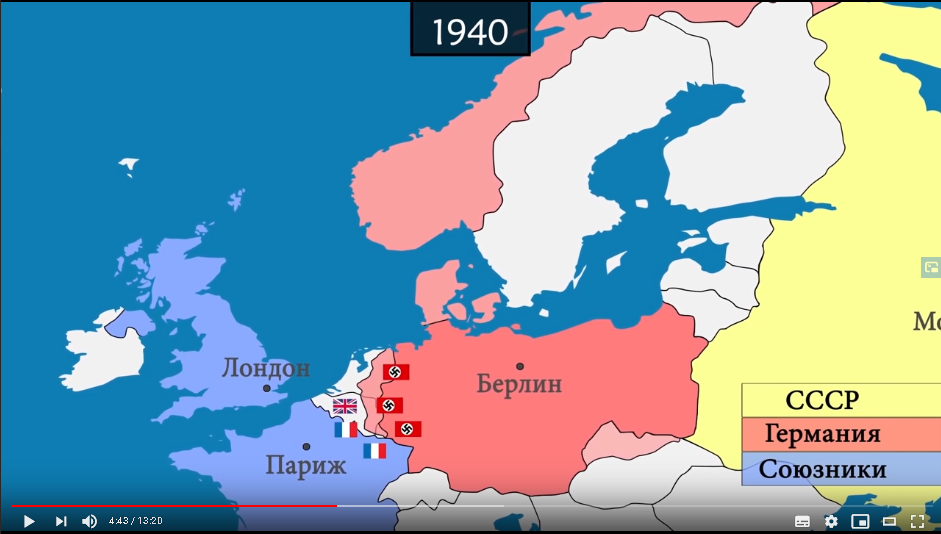 1940
Лондон
Берлин
Париж
СССР
Германия
Союзники
4:43 / 13:20